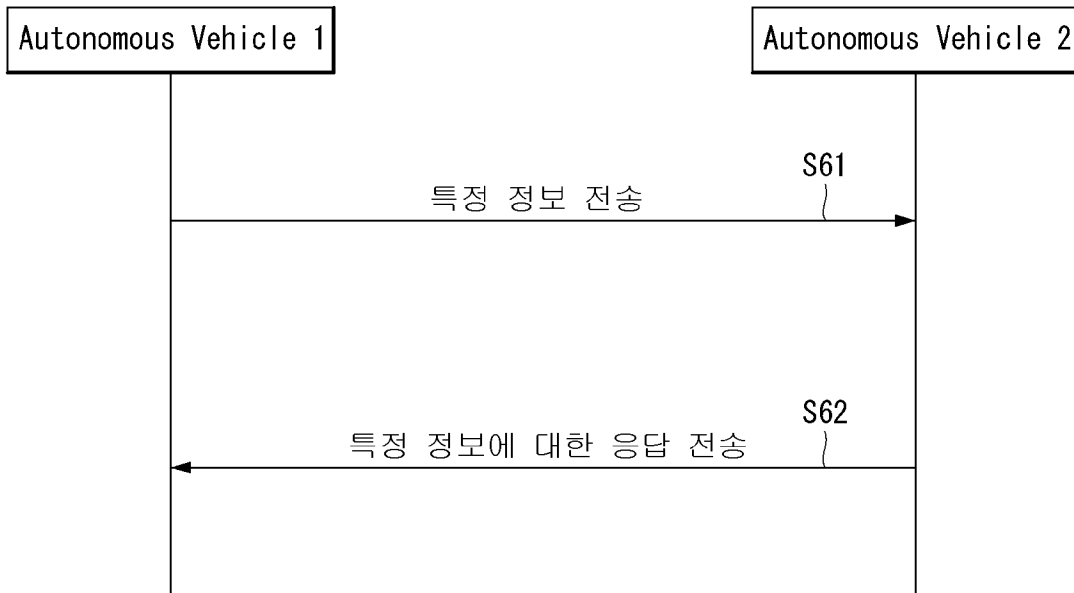 Autonomous Vehicle 1
Autonomous Vehicle 2
S61
특정 정보 전송
S62
특정 정보에 대한 응답 전송